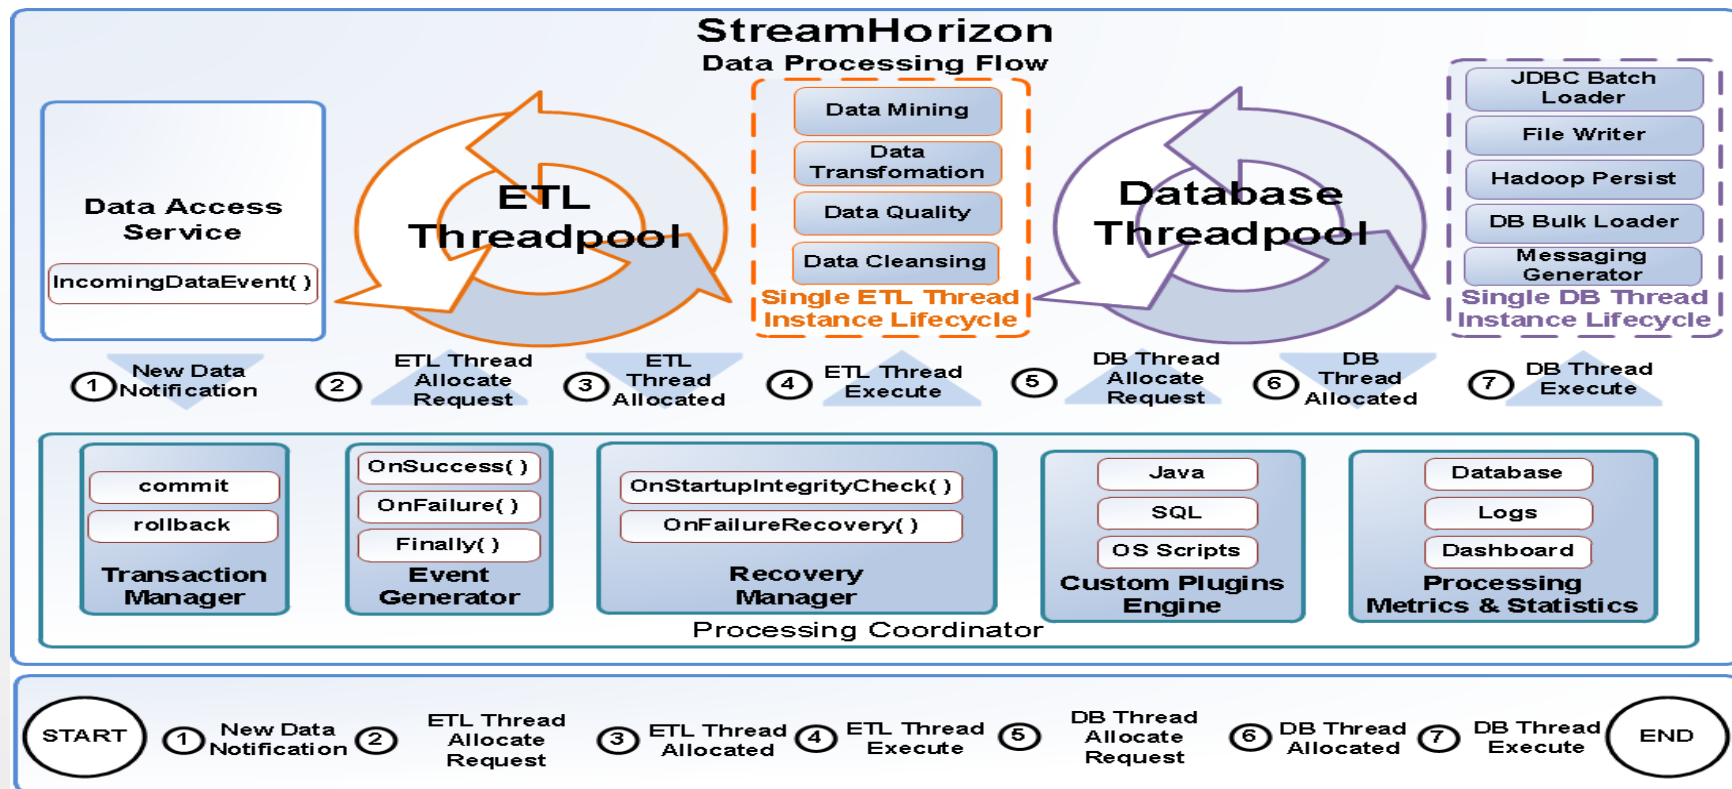 StreamHorizon
Data Processing Flow
Data Access
Service
IncomingDataEvent( )
ETL
Threadpool
Data Mining
Data
Transfomation
Data Quality
Data Cleansing
Single ETL Thread
Instance Lifecycle
Database
Threadpool
JDBC Batch
Loader
File Writer
Hadoop Persist
DB Bulk Loader
Messaging
Generator
Single DB Thread
Instance Lifecycle
1
New Data
Notification
2
ETL Thread
Allocate
Request
3
ETL
Thread
Allocated
4
ETL Thread
Execute
5
DB Thread
Allocate
Request
6
DB
Thread
Allocated
7
DB Thread
Execute
commit
rollback
Transaction
Manager
OnSuccess( )
OnFailure( )
Finally( )
Event
Generator
OnStartupIntegrityCheck( )
OnFailureRecovery( )
Recovery
Manager
Java
SQL
OS Scripts
Custom Plugins
Engine
Database
Logs
Dashboard
Processing
Metrics & Statistics
Processing Coordinator
START
1
New Data
Notification
2
ETL Thread
Allocate
Request
3
ETL Thread
Allocated
4
ETL Thread
Execute
5
DB Thread
Allocate
Request
6
DB Thread
Allocated
7
DB Thread
Execute
END